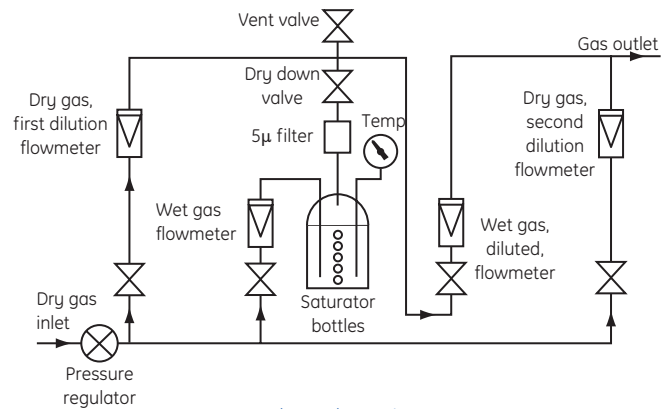 Vent valve
Gas outlet
Dry down
valve
Dry gas,
first dilution
flowmeter
5µ filter
Temp
Dry gas,
second
dilution
flowmeter
Wet gas
flowmeter
Wet gas,
diluted,
flowmeter
Saturator
bottles
Dry gas
inlet
Pressure
regulator